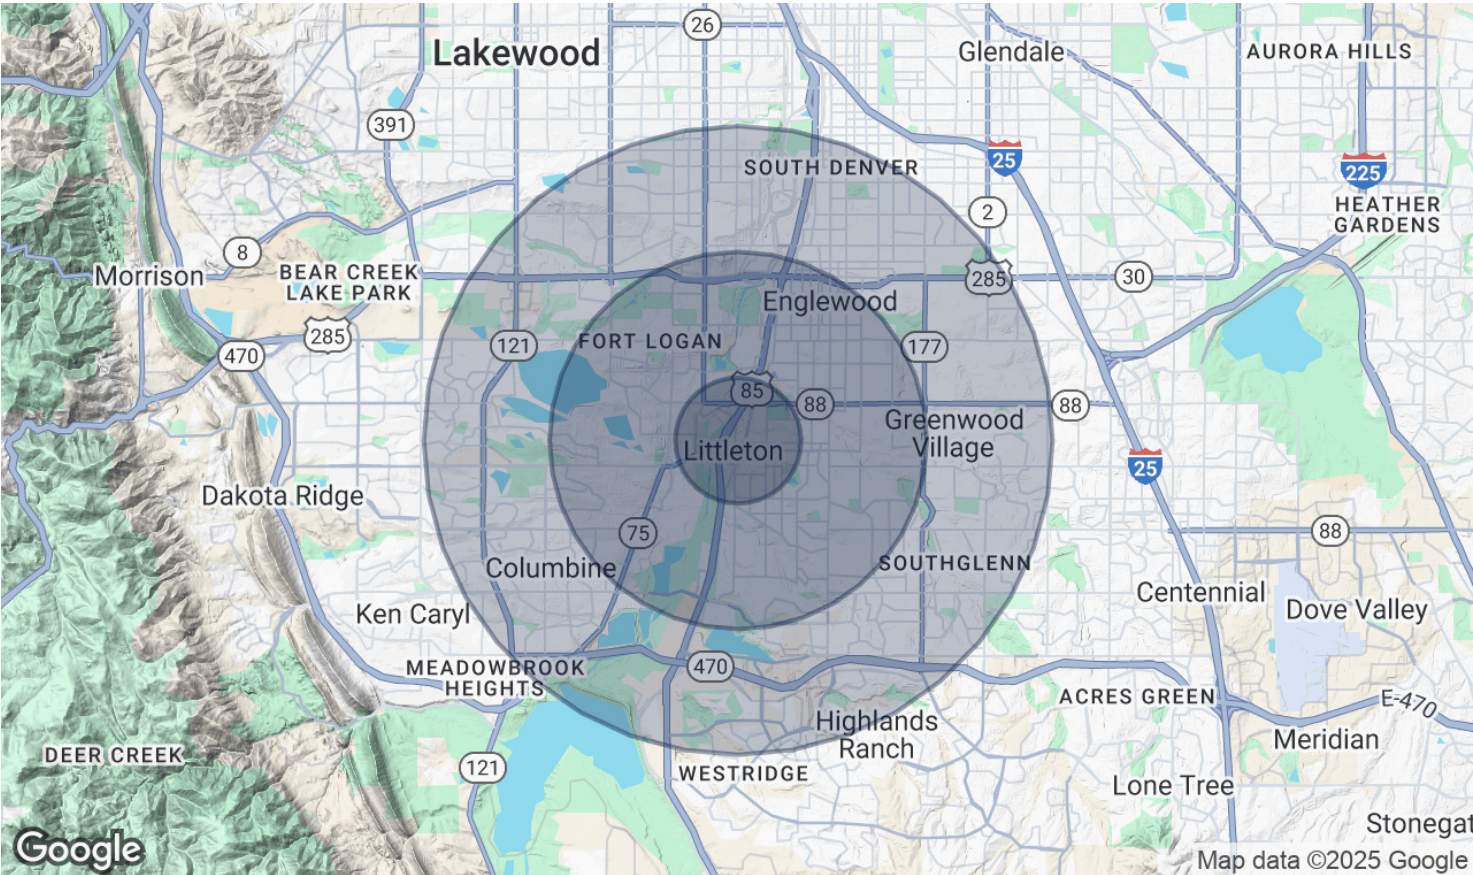 26
Lakewood
Glendale
AURORA HILLS
391
SOUTH DENVER
25
225
2
HEATHER
GARDENS
8
Morrison
BEAR CREEK
LAKE PARK
285
30
Englewood
285
121
FORT LOGAN
177
470
85
88
88
Greenwood
Village
Littleton
25
Dakota Ridge
75
88
Columbine
SOUTHGLENN
Centennial
Dove Valley
Ken Caryl
MEADOWBROOK
HEIGHTS
470
ACRES GREEN
E-470
Highlands
Ranch
Meridian
DEER CREEK
121
WESTRIDGE
Lone Tree
Stonegat
Google
Map data ©2025 Google